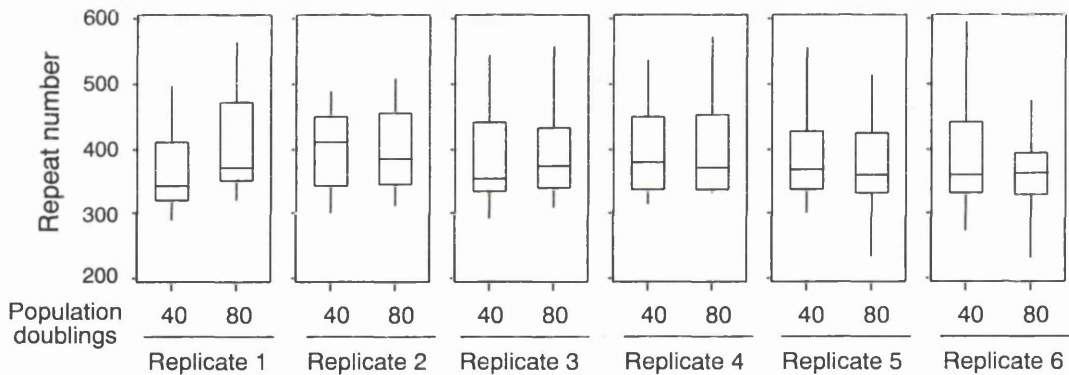 Repeat number
600
500
400
300
200
Population doublings
40 80 40 80 40 80 40 80 40 80 40 80
Replicate 1 Replicate 2 Replicate 3 Replicate 4 Replicate 5 Replicate 6